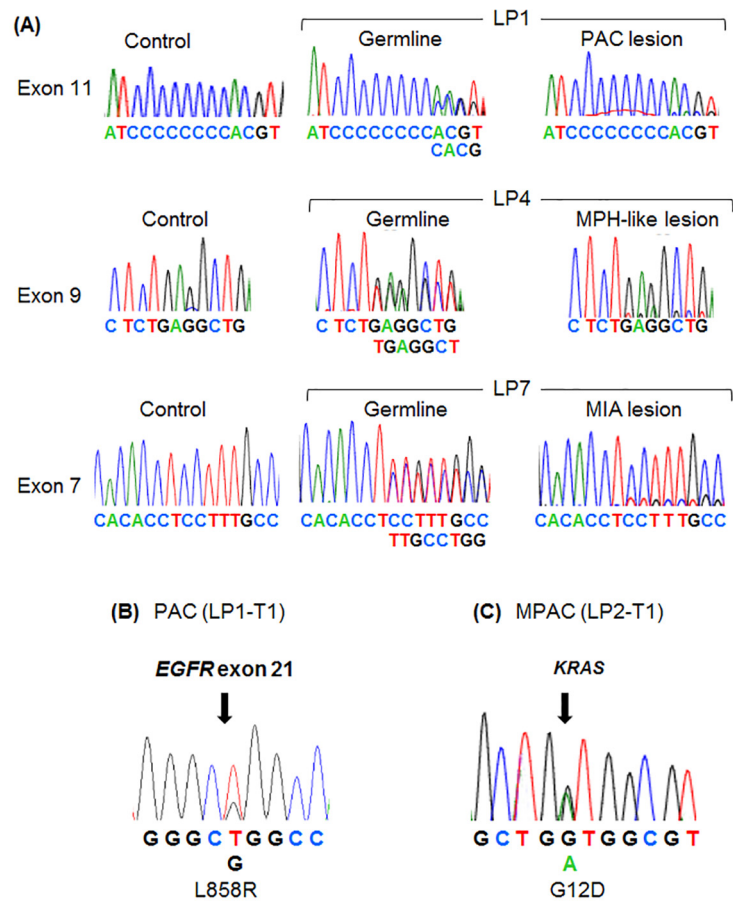 (A)
LP1
Control
Germline
PAC lesion
Exon 11
ATCCCCCCCCACGT
ATCCCCCCCCACGT
ATCCCCCCCCACGT
CACG
LP4
Control
Germline
MPH-like lesion
Exon 9
CTCTGAGGCTG
CTCTGAGGCTG
CTCTGAGGCTG
TGAGGCT
LP7
Control
Germline
MIA lesion
Exon 7
CACACCTCCTTTGCC
CACACCTCCTTTGCC
CACACCTCCTTTGCC
TTGCCTGG
(B) PAC (LP1-T1)
(C) MPAC (LP2-T1)
EGFR exon 21
KRAS
GGGCTGGCC
GCTGGTGGCGT
G
A
L858R
G12D